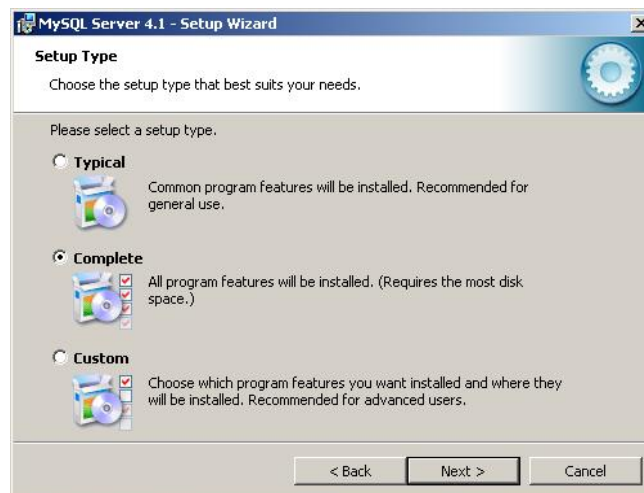 MySQL Server 4.1 - Setup Wizard
Setup Type
Choose the setup type that best suits your needs.
Please select a setup type.
Typical
Common program features will be installed. Recommended for
general use.
Complete
All program features will be installed. (Requires the most disk
space.)
Custom
Choose which program features you want installed and where they
will be installed. Recommended for advanced users.
< Back
Next >
Cancel